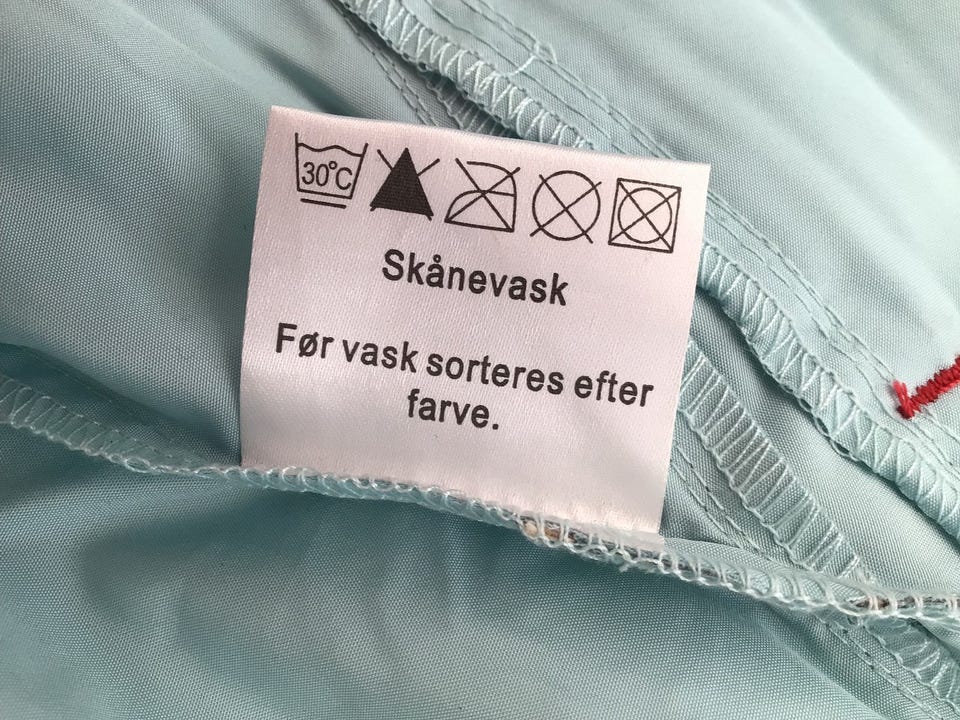 30°C
Skånevask
Før vask sorteres efter
farve.